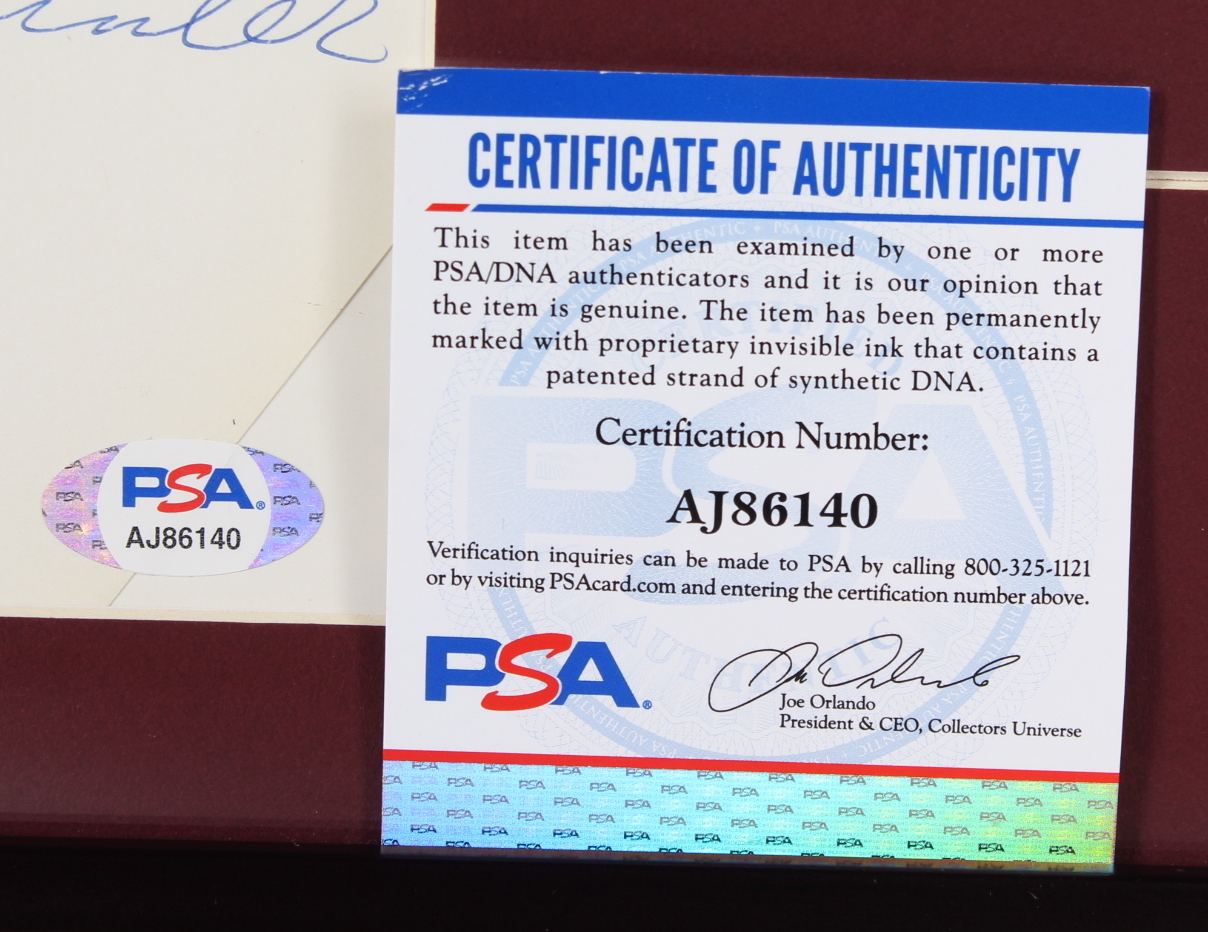 CERTIFICATE OF AUTHENTICITY
This item has been examined by one or more
PSA/DNA authenticators and it is our opinion that
the item is genuine. The item has been permanently
marked with proprietary invisible ink that contains a
patented strand of synthetic DNA.
Certification Number:
AJ86140
Verification inquiries can be made to PSA by calling 800-325-1121
or by visiting PSAcard.com and entering the certification number above.
PSA®
Joe Orlando
President & CEO, Collectors Universe
PSA®
AJ86140